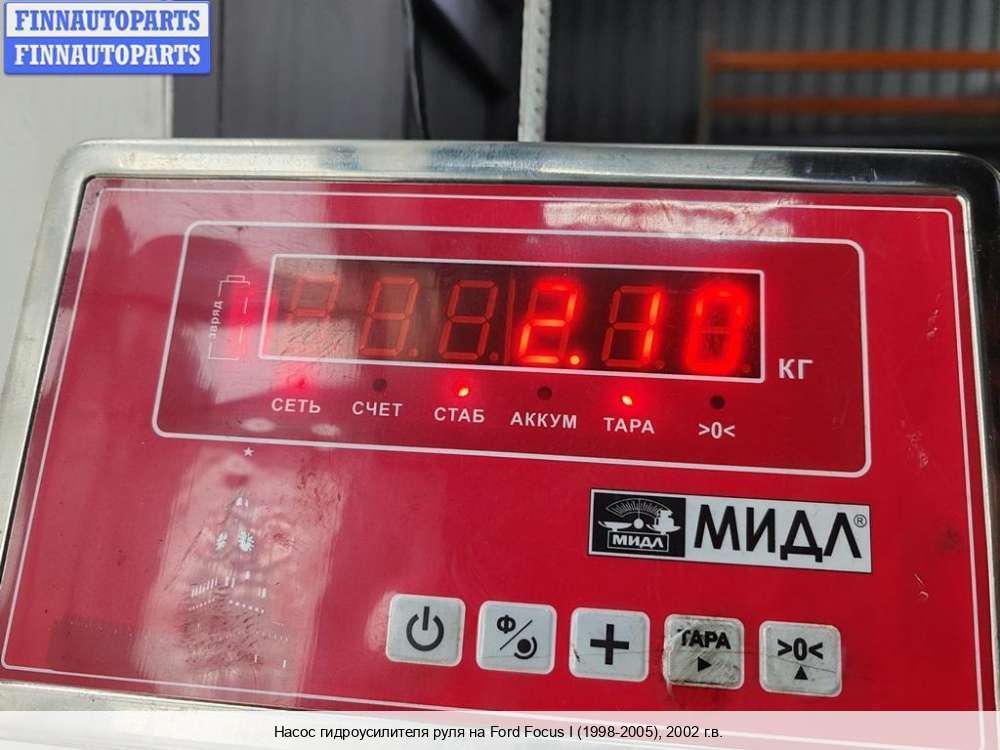 FINNAUTOPARTS
FINNAUTOPARTS
заряд
2.10
КГ
СЕТЬ СЧЕТ СТАБ АККУМ ТАРА >0<
МИДЛ
МИДЛ®
Ф ТАРА >0<
Насос гидроусилителя руля на Ford Focus I (1998-2005), 2002 г.в.